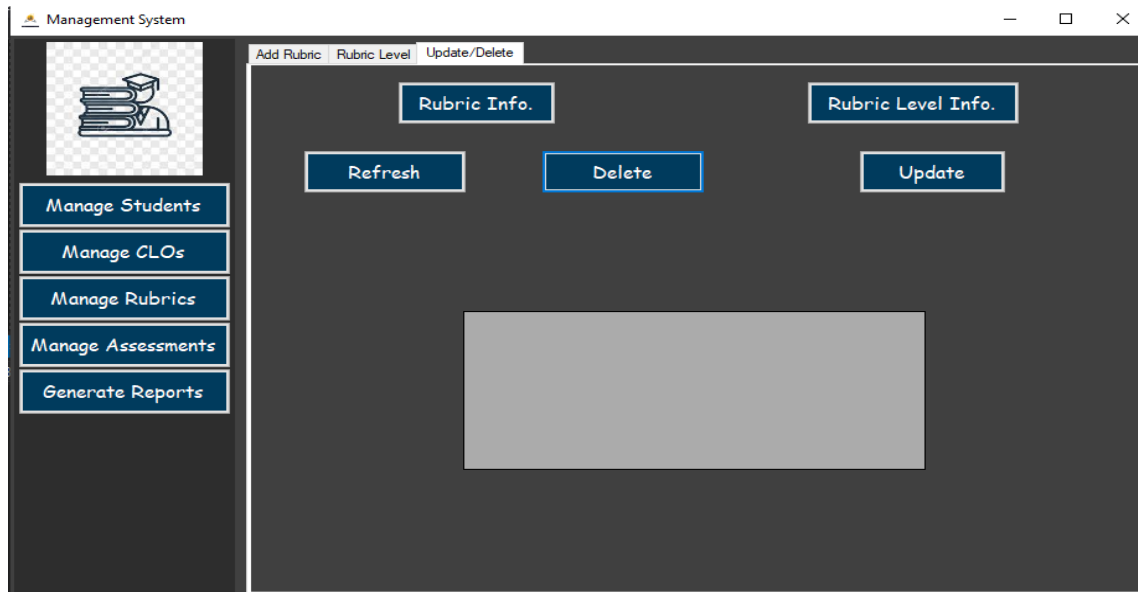 Management System
Add Rubric Rubric Level Update/Delete
Rubric Info. Rubric Level Info.
Refresh Delete Update
Manage Students
Manage CLOs
Manage Rubrics
Manage Assessments
Generate Reports